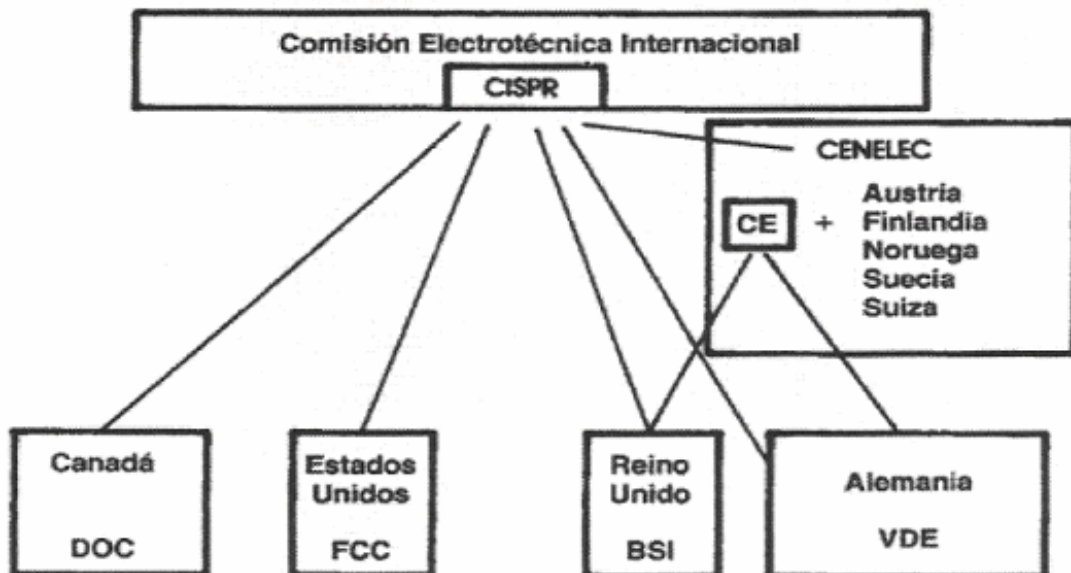 Comisión Electrotécnica Internacional
CISPR
CENELEC
CE +
Austria
Finlandia
Noruega
Suecia
Suiza
Canadá
DOC
Estados
Unidos
FCC
Reino
Unido
BSI
Alemania
VDE